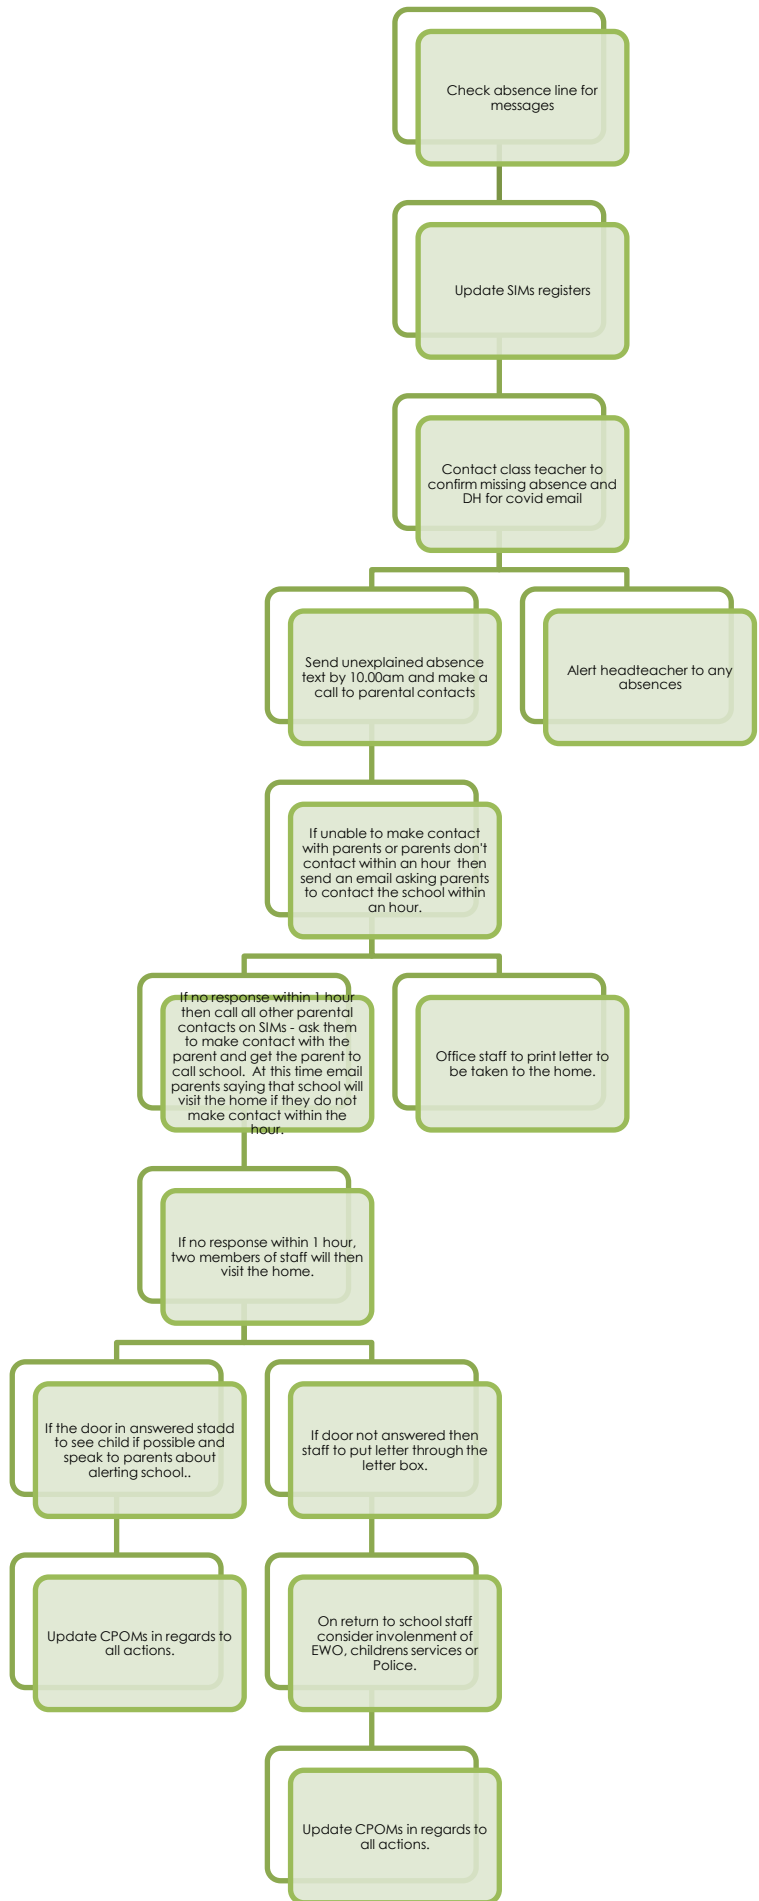 Check absence line for
messages
Update SIMs registers
Contact class teacher to
confirm missing absence and
DH for covid email
Send unexplained absence
text by 10.00am and make a
call to parental contacts
Alert headteacher to any
absences
If unable to make contact
with parents or parents don't
contact within an hour  then
send an email asking parents
to contact the school within
an hour.
If no response within 1 hour
then call all other parental
contacts on SIMs - ask them
to make contact with the
parent and get the parent to
call school.  At this time email
parents saying that school will
visit the home if they do not
make contact within the
hour.
Office staff to print letter to
be taken to the home.
If no response within 1 hour,
two members of staff will then
visit the home.
If the door in answered stadd
to see child if possible and
speak to parents about
alerting school..
If door not answered then
staff to put letter through the
letter box.
Update CPOMs in regards to
all actions.
On return to school staff
consider involenment of
EWO, childrens services or
Police.
Update CPOMs in regards to
all actions.